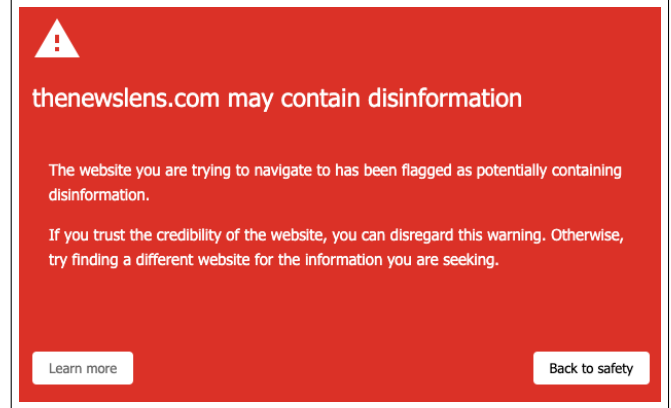 thenewslens.com may contain disinformation
The website you are trying to navigate to has been flagged as potentially containing
disinformation.
If you trust the credibility of the website, you can disregard this warning. Otherwise,
try finding a different website for the information you are seeking.
Learn more
Back to safety